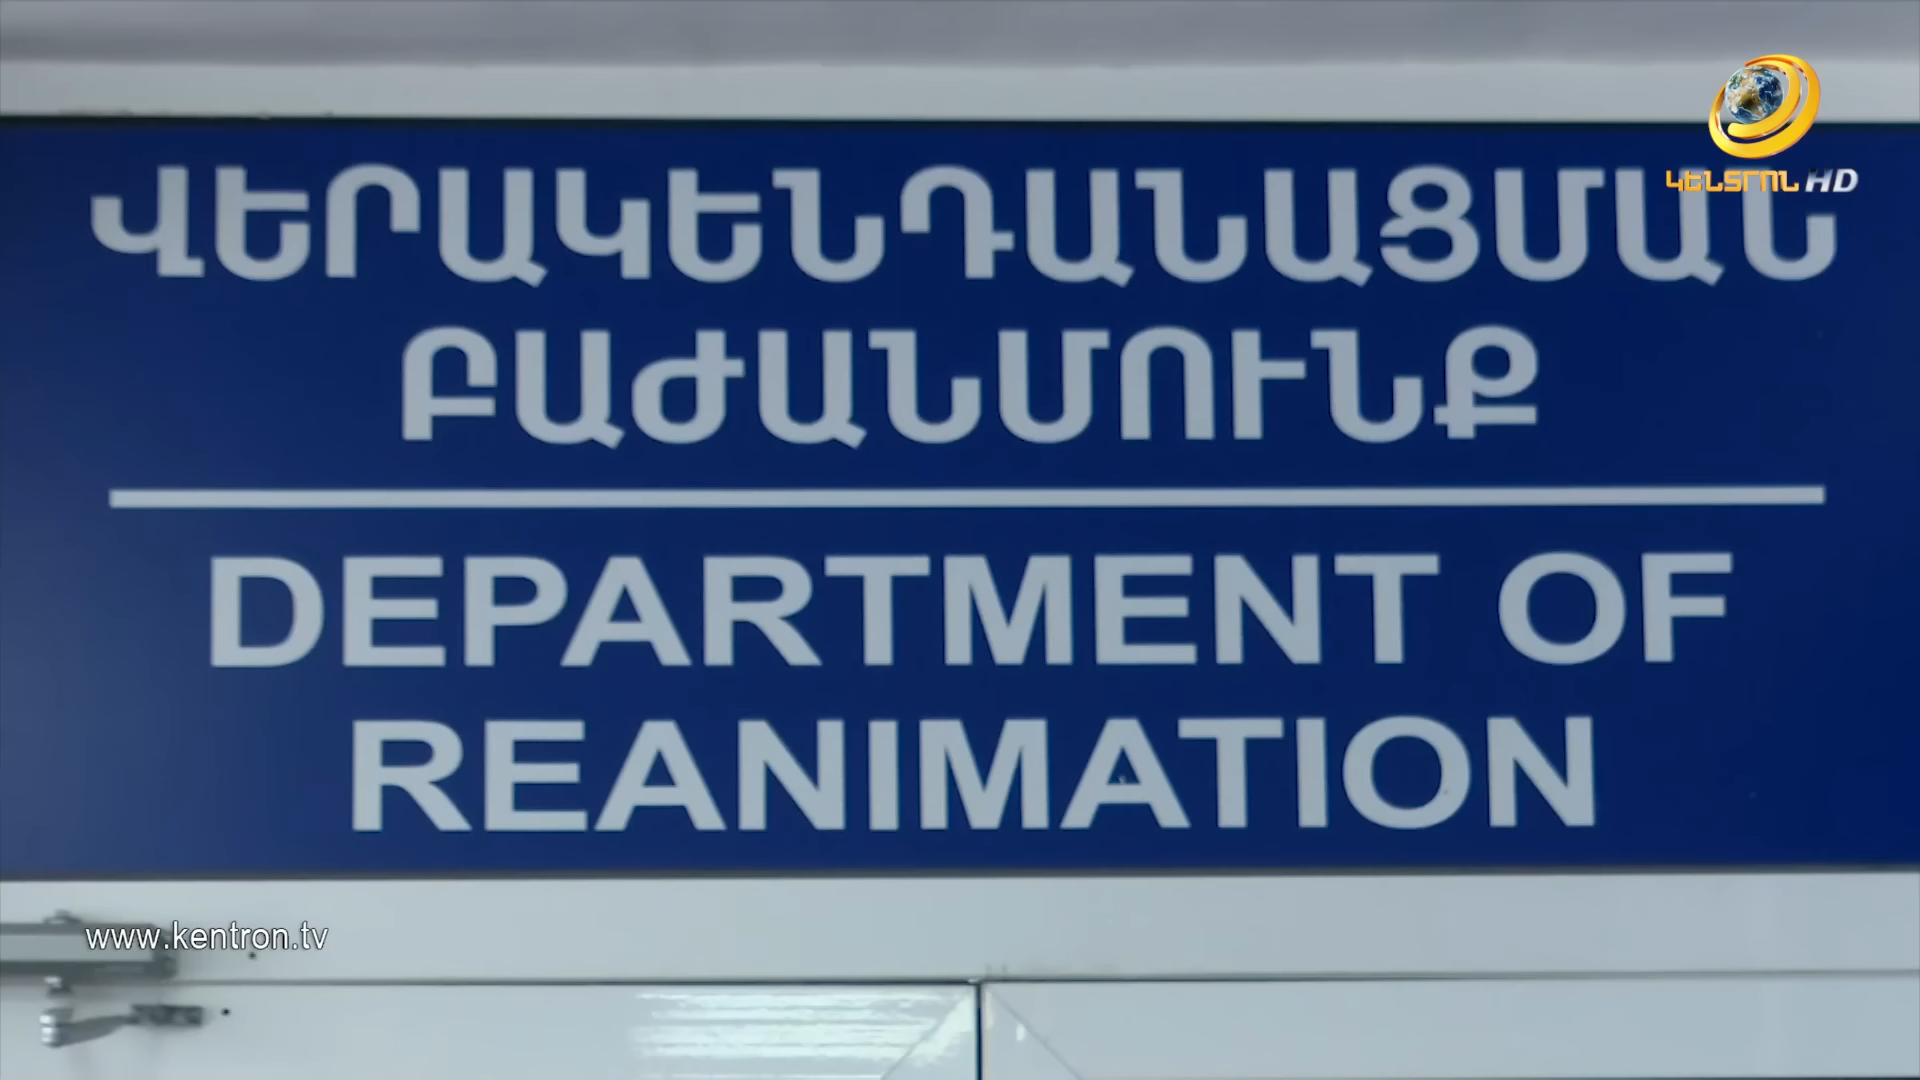 ԿԵՆՏՐՈՆ HD
ՎԵՐԱԿԵՆԴԱՆԱՑՄԱՆ
ԲԱԺԱՆՄՈՒՆՔ
DEPARTMENT OF
REANIMATION
www.kentron.tv